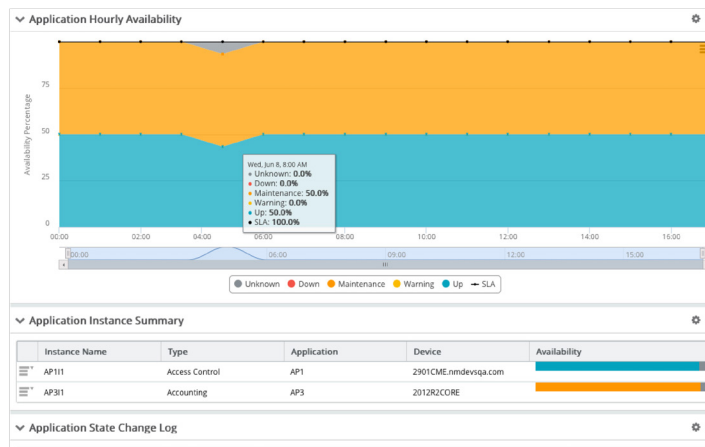 Application Hourly Availability
Availability Percentage
75
50
25
0
Wed, Jun 8, 8:00 AM
Unknown: 0.0%
Down: 0.0%
Maintenance: 50.0%
Warning: 0.0%
Up: 50.0%
SLA: 100.0%
00:00 02:00 04:00 06:00 08:00 10:00 12:00 14:00 16:00
00:00 06:00 09:00 12:00 15:00
Unknown Down Maintenance Warning Up SLA
Application Instance Summary
Instance Name Type Application Device Availability
AP1I1 Access Control AP1 2901CME.nmdevsqa.com
AP3I1 Accounting AP3 2012R2CORE
Application State Change Log